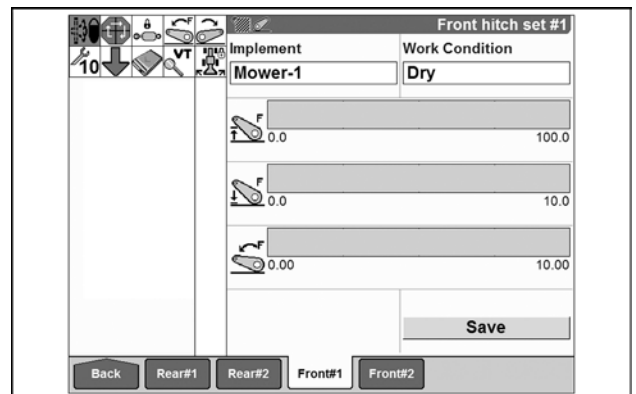 Front hitch set #1
VT
10
Implement
Work Condition
Mower-1
Dry
F
0.0 100.0
F
0.0 10.0
F
0.00 10.00
Save
Back Rear#1 Rear#2 Front#1 Front#2